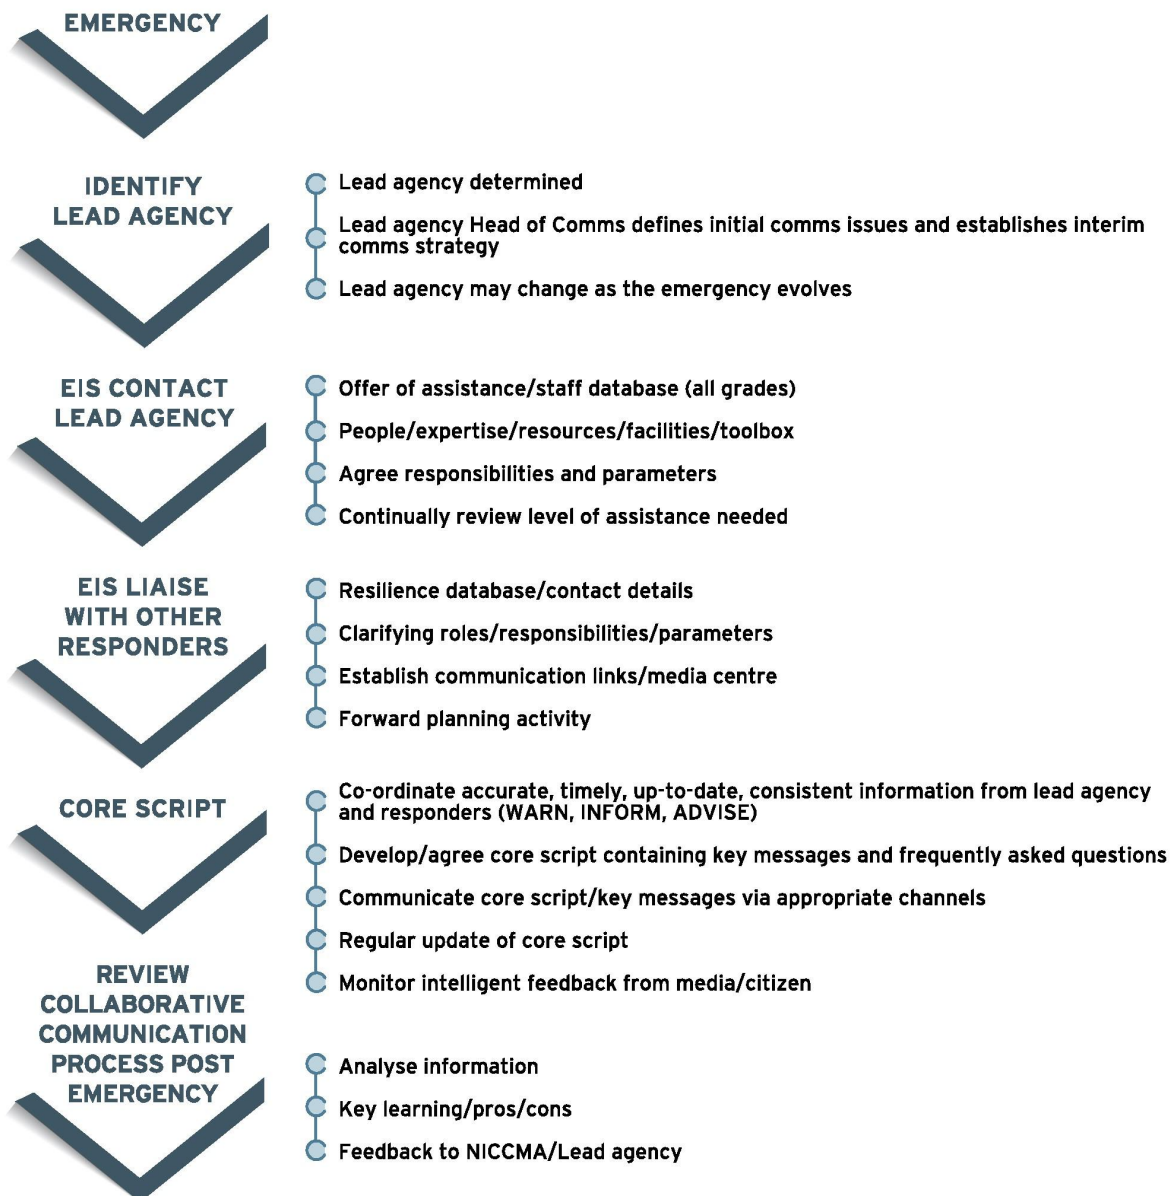 EMERGENCY
IDENTIFY
LEAD AGENCY
Lead agency determined
Lead agency Head of Comms defines initial comms issues and establishes interim
comms strategy
Lead agency may change as the emergency evolves
EIS CONTACT
LEAD AGENCY
Offer of assistance/staff database (all grades)
People/expertise/resources/facilities/toolbox
Agree responsibilities and parameters
Continually review level of assistance needed
EIS LIAISE
WITH OTHER
RESPONDERS
Resilience database/contact details
Clarifying roles/responsibilities/parameters
Establish communication links/media centre
Forward planning activity
CORE SCRIPT
Co-ordinate accurate, timely, up-to-date, consistent information from lead agency
and responders (WARN, INFORM, ADVISE)
Develop/agree core script containing key messages and frequently asked questions
Communicate core script/key messages via appropriate channels
Regular update of core script
Monitor intelligent feedback from media/citizen
REVIEW
COLLABORATIVE
COMMUNICATION
PROCESS POST
EMERGENCY
Analyse information
Key learning/pros/cons
Feedback to NICCMA/Lead agency